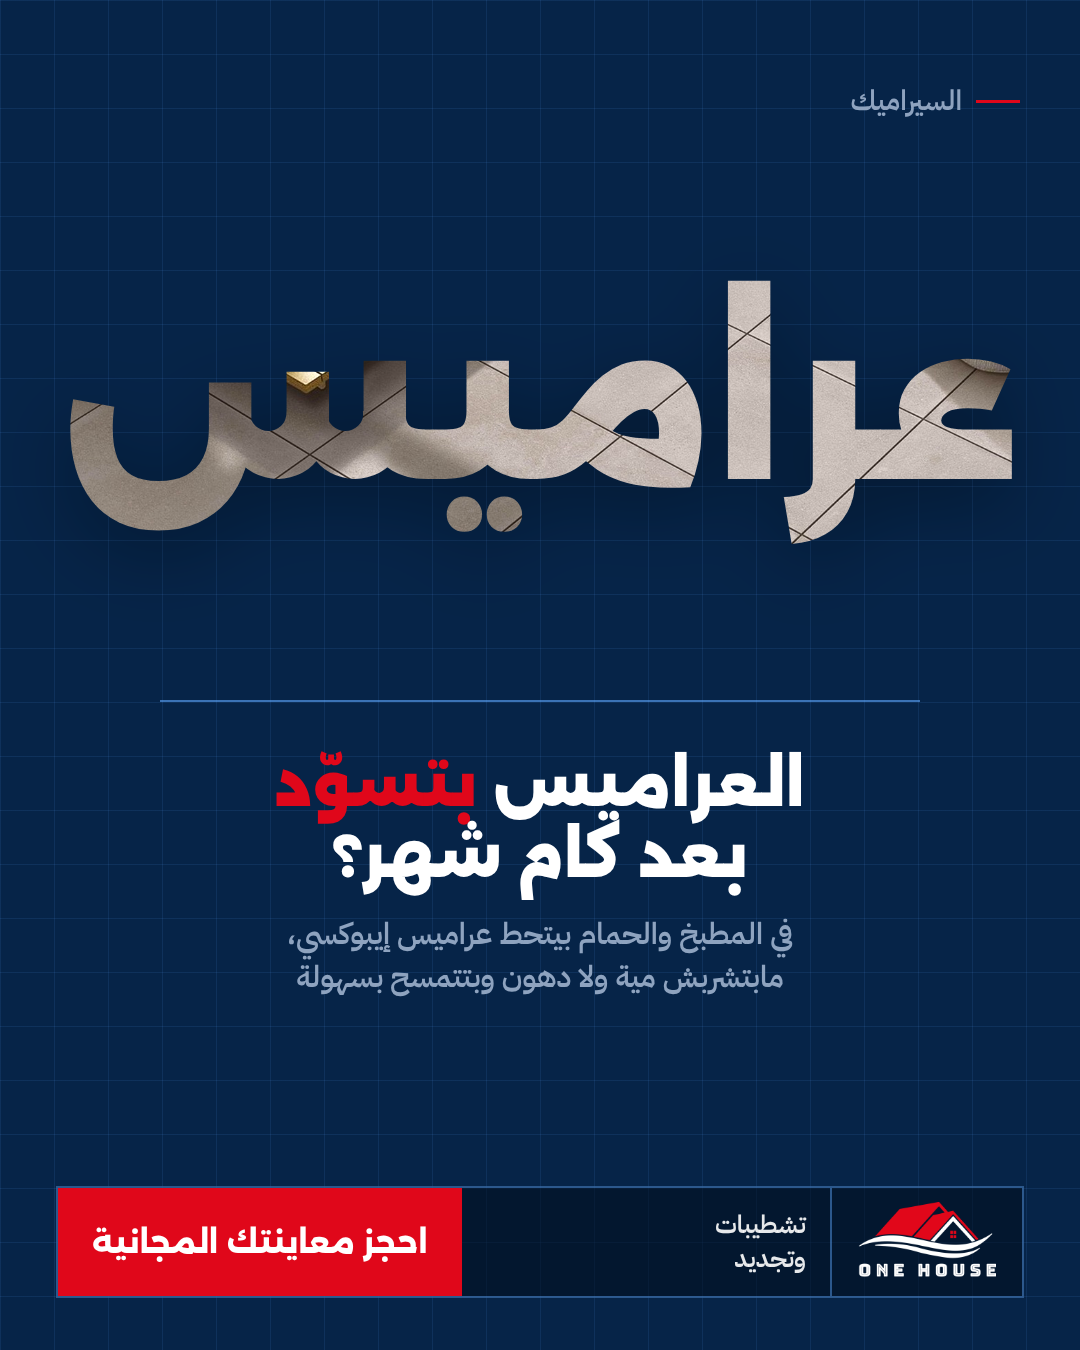 السيراميك
عراميس
العراميس بتسوّد
بعد كام شهر؟
في المطبخ والحمام بيتحط عراميس إيبوكسي،
مابتشربش مية ولا دهون وبتتمسح بسهولة
ONE HOUSE
تشطيبات
وتجديد
احجز معاينتك المجانية